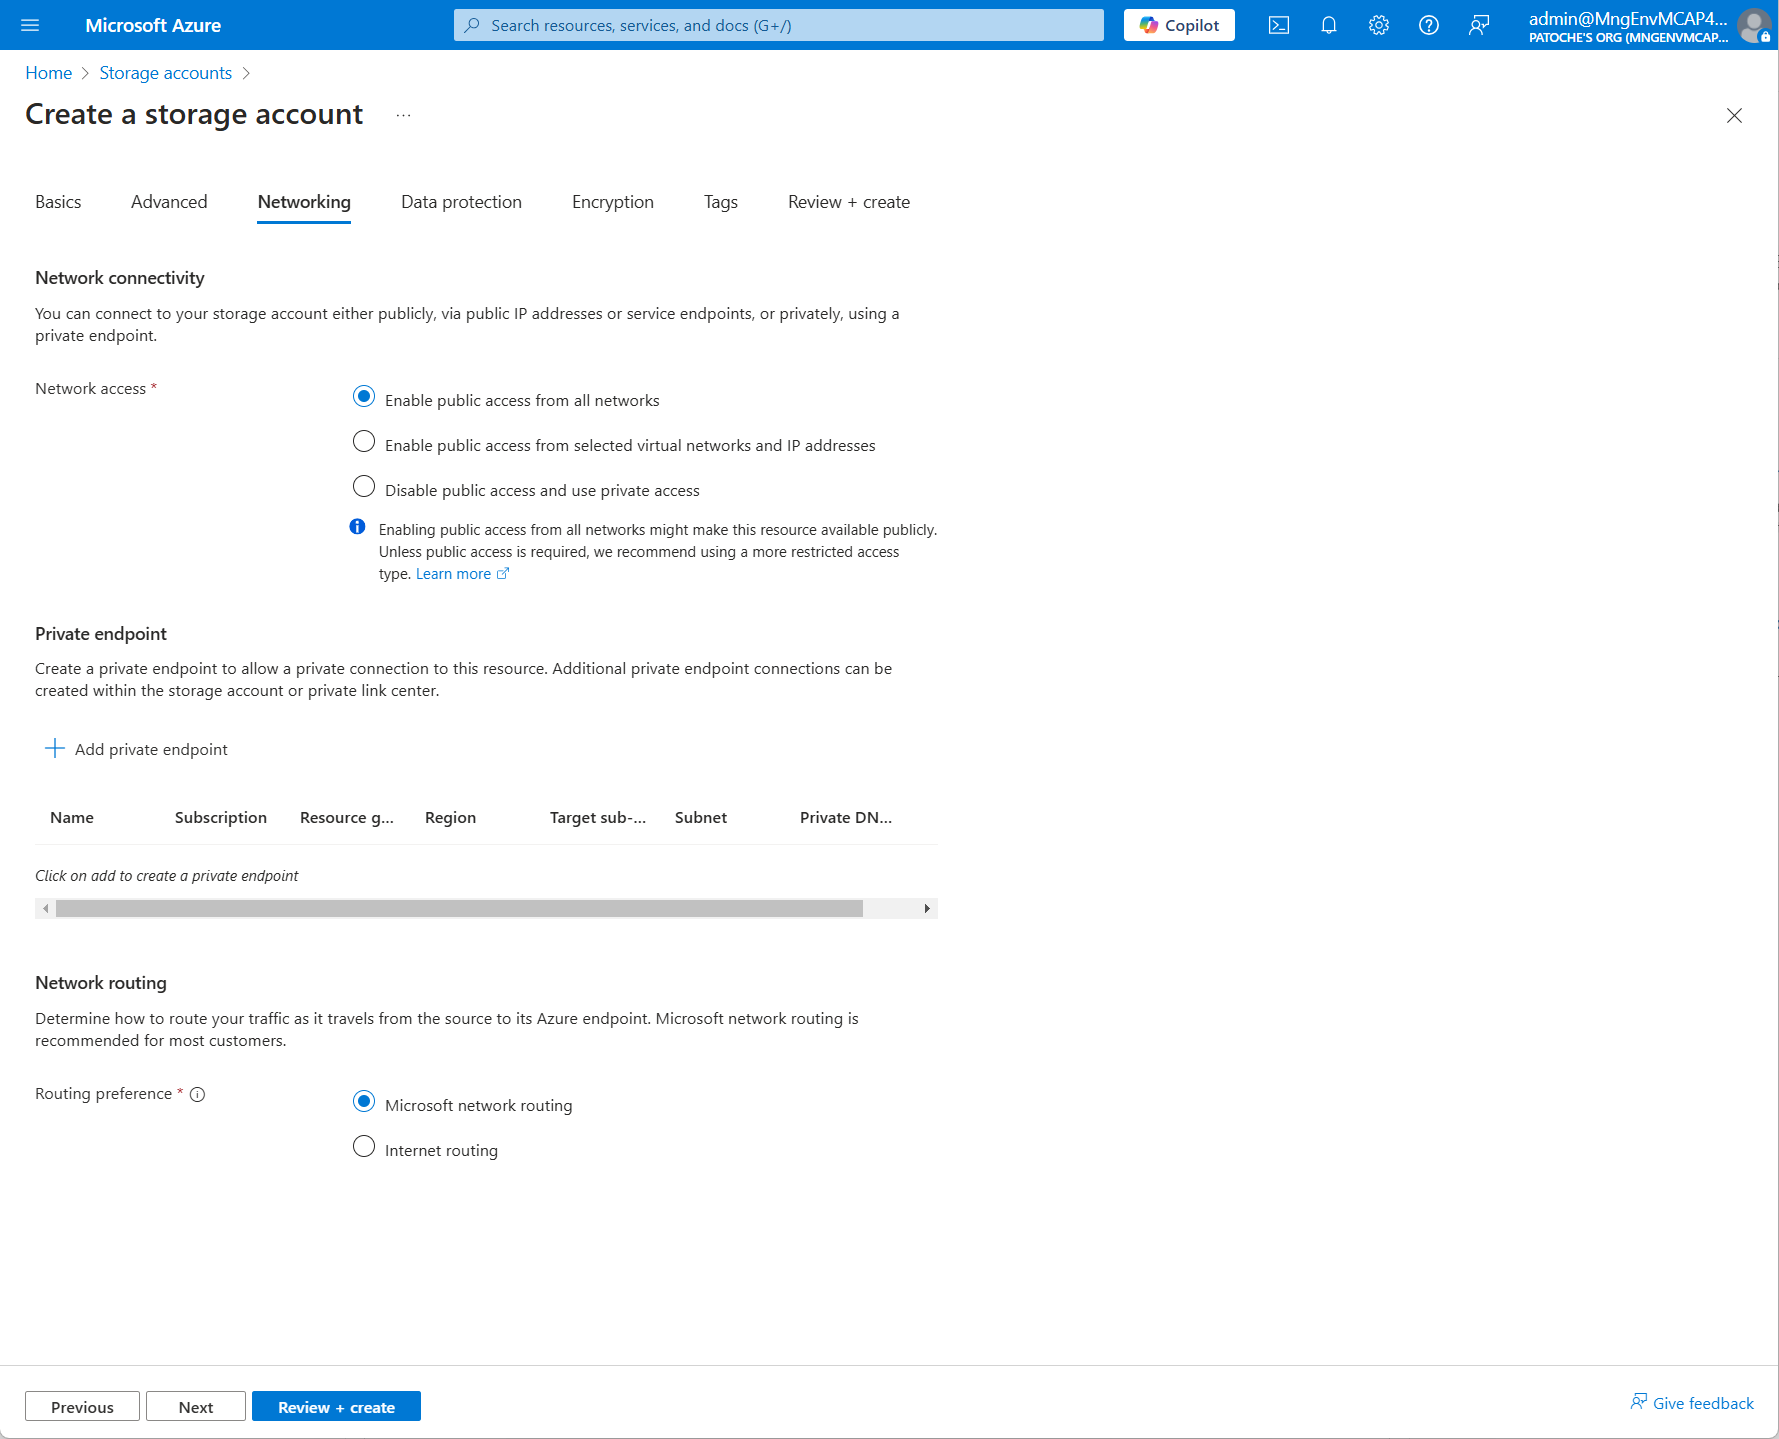 Microsoft Azure
Search resources, services, and docs (G+/)
Copilot
admin@MngEnvMCAP4...
PATOCHE'S ORG (MNGENVMCAP...
Home > Storage accounts >
Create a storage account ...
Basics Advanced Networking Data protection Encryption Tags Review + create
Network connectivity
You can connect to your storage account either publicly, via public IP addresses or service endpoints, or privately, using a
private endpoint.
Network access *
Enable public access from all networks
Enable public access from selected virtual networks and IP addresses
Disable public access and use private access
Enabling public access from all networks might make this resource available publicly.
Unless public access is required, we recommend using a more restricted access
type. Learn more
Private endpoint
Create a private endpoint to allow a private connection to this resource. Additional private endpoint connections can be
created within the storage account or private link center.
Add private endpoint
Name Subscription Resource g... Region Target sub-... Subnet Private DN...
Click on add to create a private endpoint
Network routing
Determine how to route your traffic as it travels from the source to its Azure endpoint. Microsoft network routing is
recommended for most customers.
Routing preference *
Microsoft network routing
Internet routing
Previous Next Review + create Give feedback